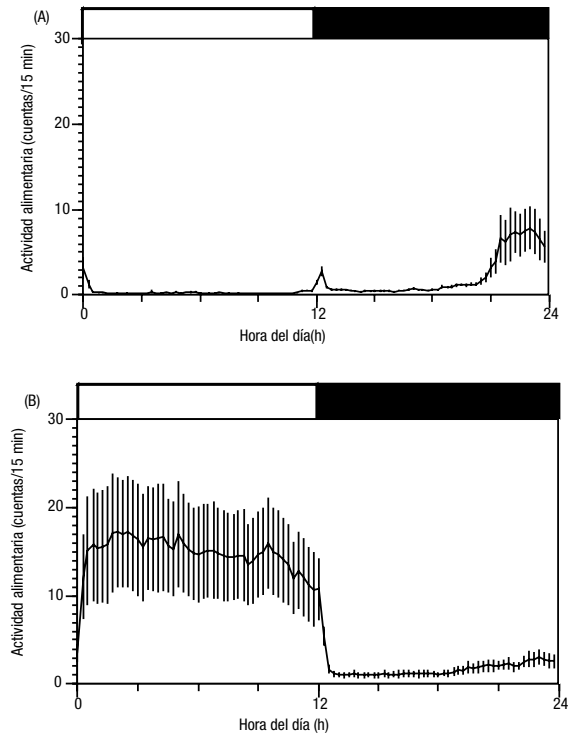 (A)
30
20
10
0
Actividad alimentaria (cuentas/15 min)
0 12 24
Hora del día(h)
(B)
30
20
10
0
Actividad alimentaria (cuentas/15 min)
0 12 24
Hora del día (h)